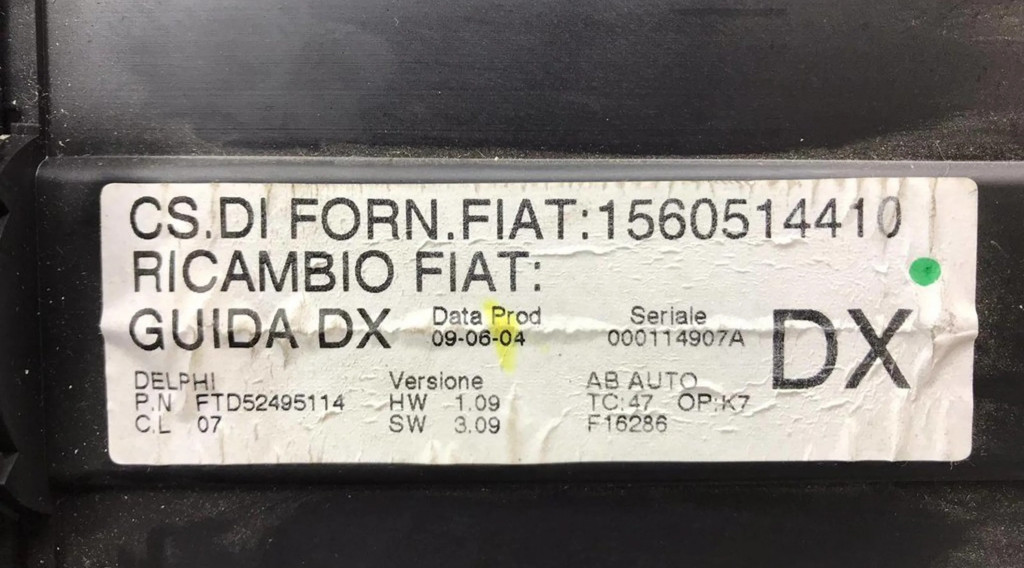 CS.DI FORN.FIAT:1560514410
RICAMBIO FIAT:
GUIDA DX Data Prod Seriale DX
09-06-04 000114907A
DELPHI Versione AB AUTO
P.N FTD52495114 HW 1.09 TC:47 OP:K7
C.L 07 SW 3.09 F16286